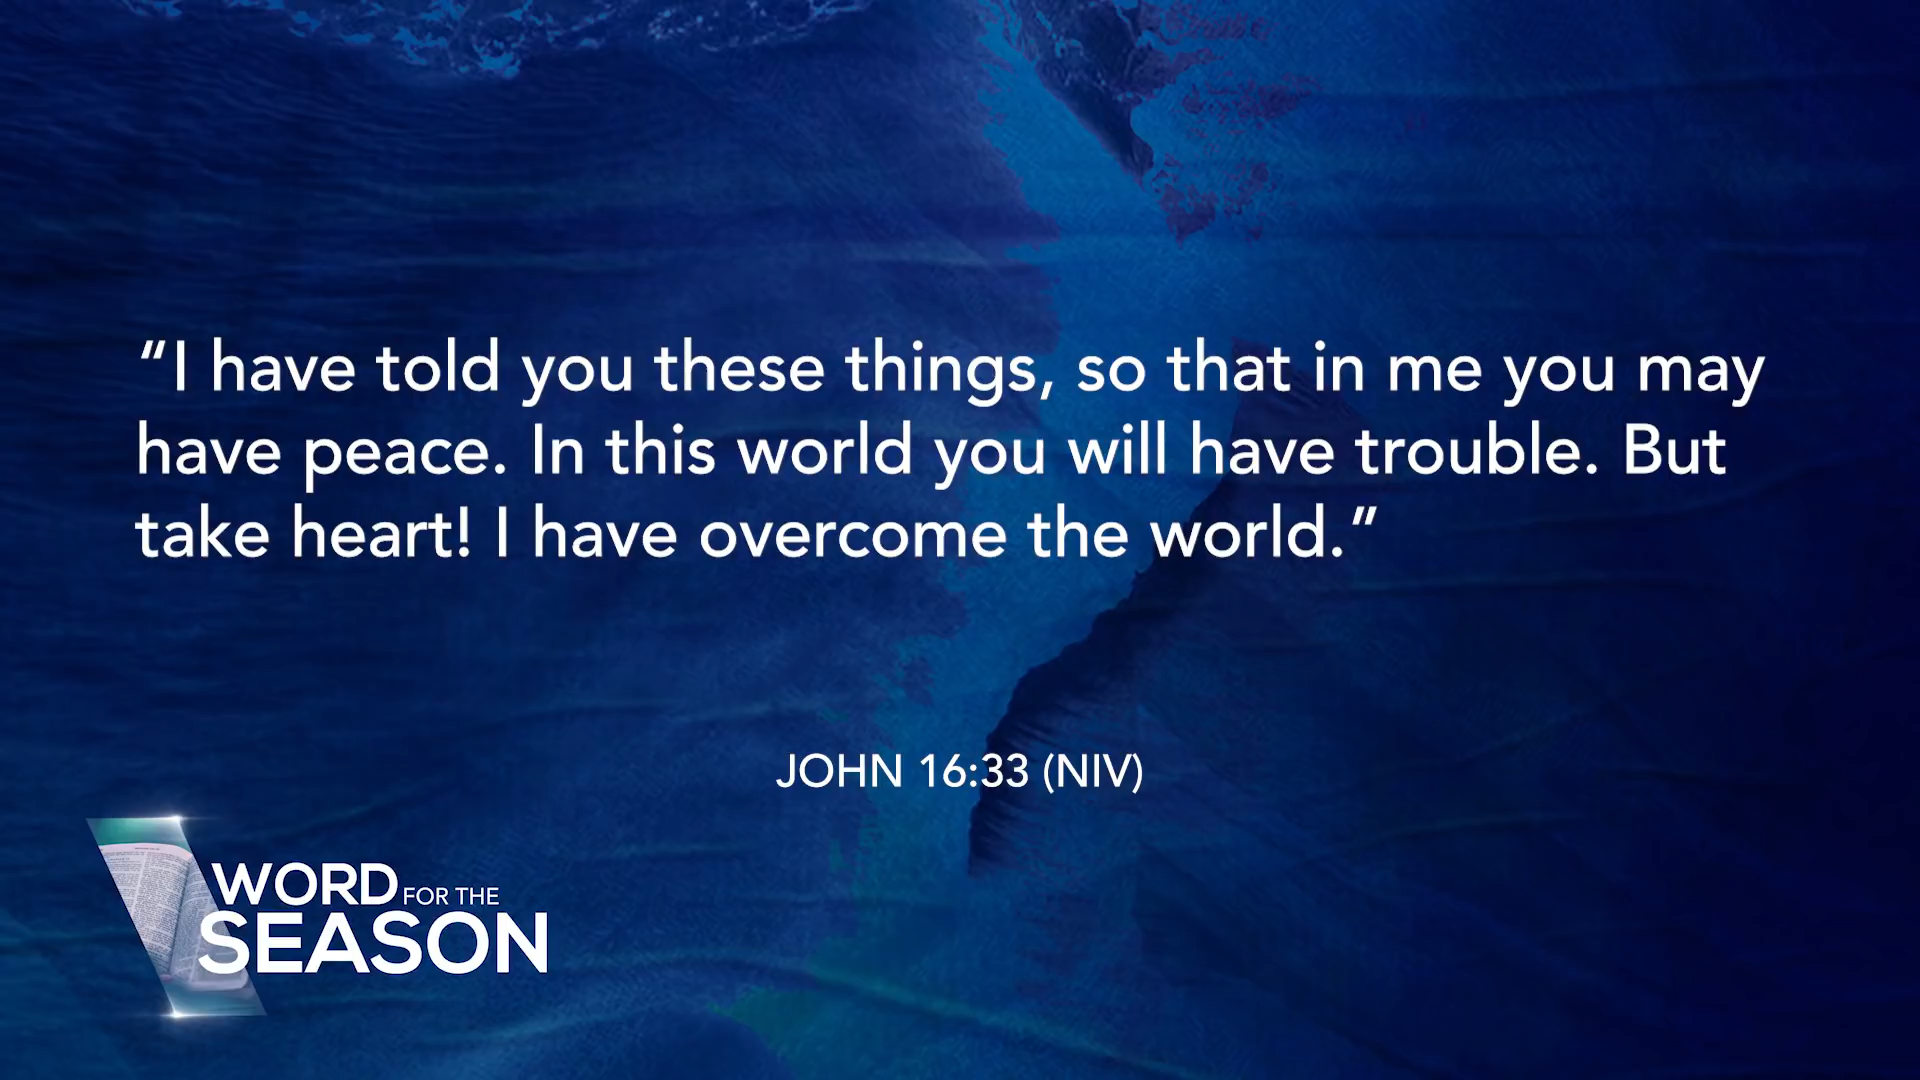 “I have told you these things, so that in me you may
have peace. In this world you will have trouble. But
take heart! I have overcome the world.”
JOHN 16:33 (NIV)
WORD FOR THE
SEASON